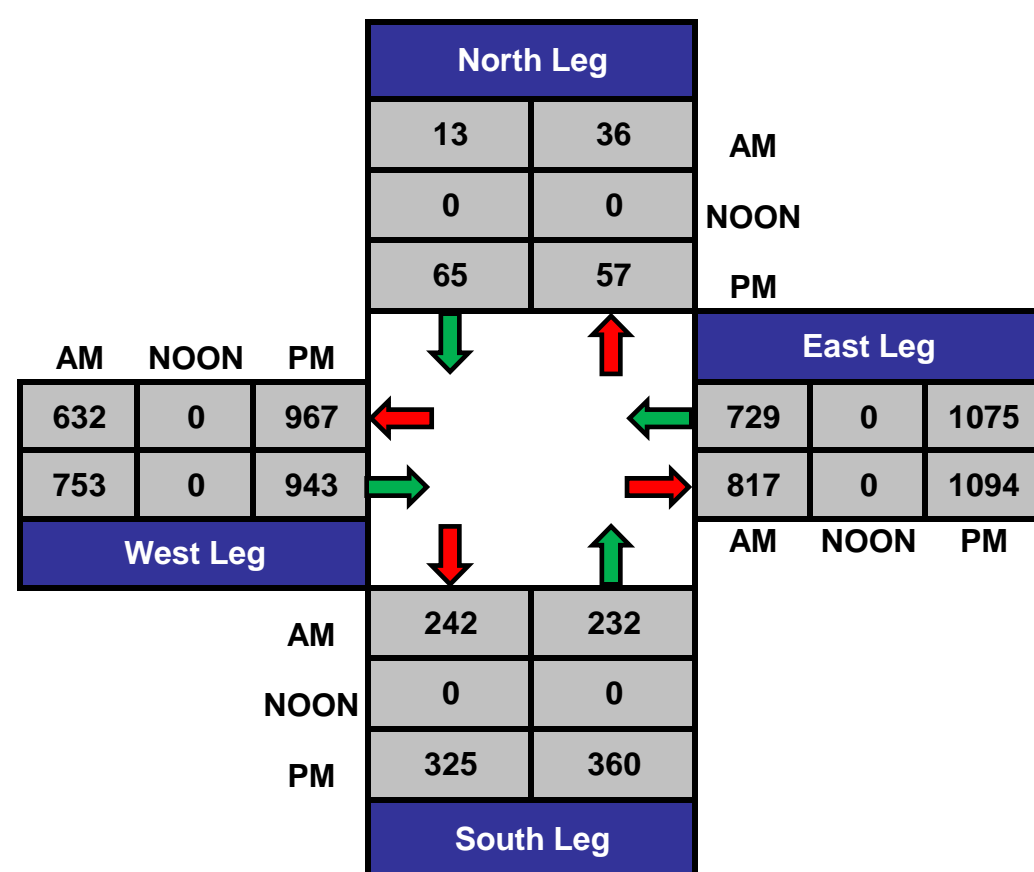 North Leg
13 36 AM
0 0 NOON
65 57 PM
East Leg
AM NOON PM
632 0 967 729 0 1075
753 0 943 817 0 1094
West Leg AM NOON PM
AM 242 232
NOON 0 0
PM 325 360
South Leg